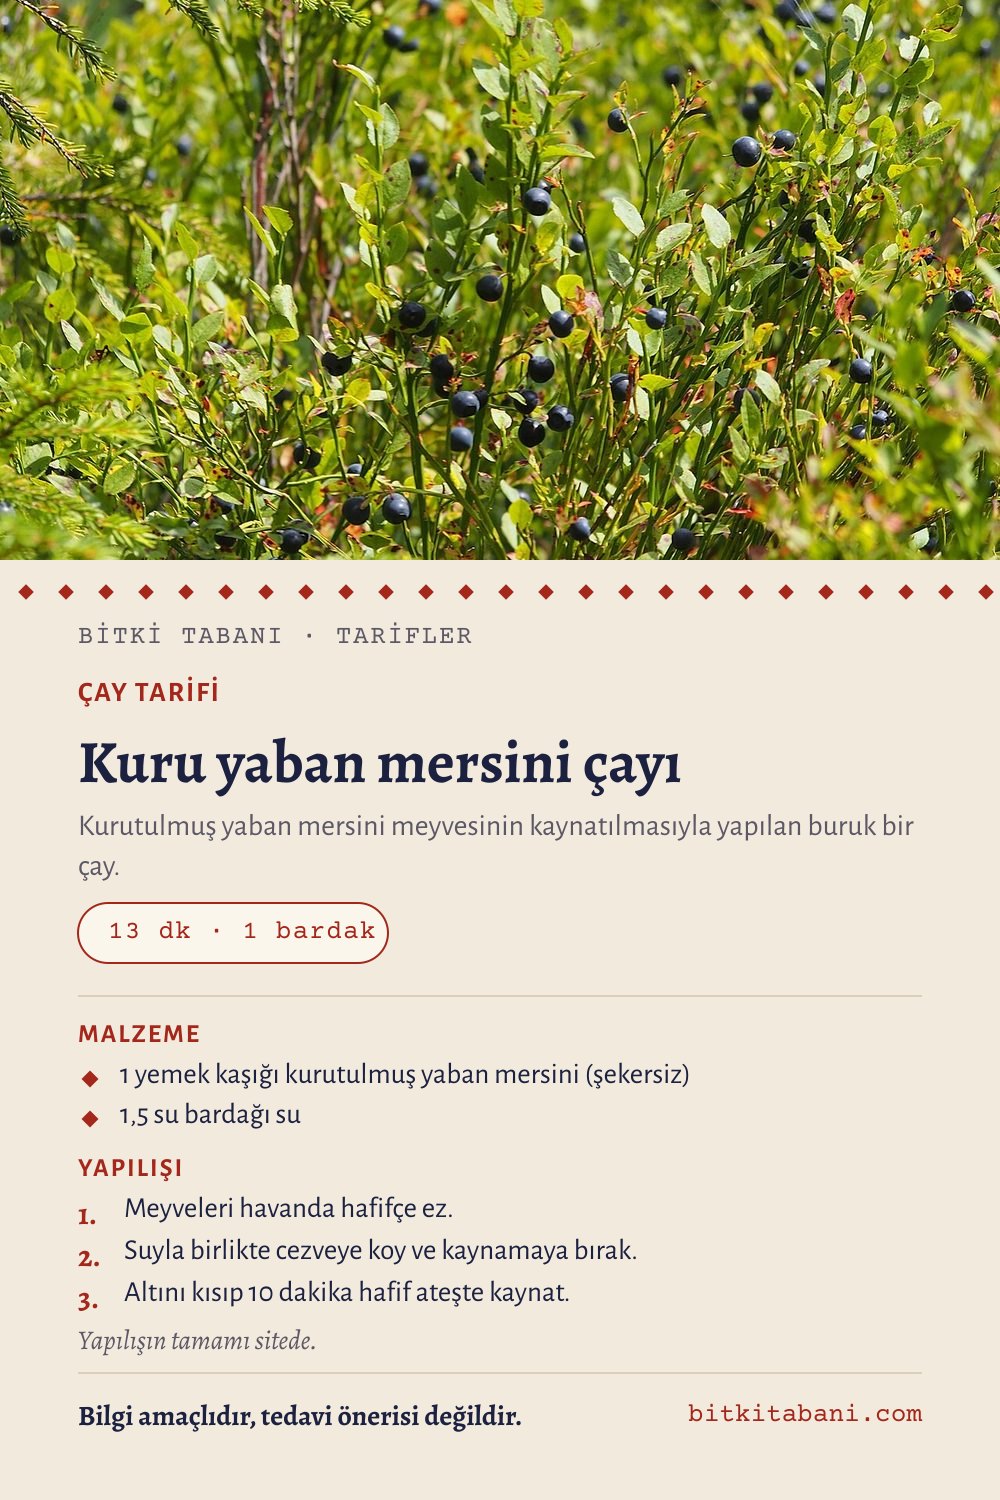 BİTKİ TABANI · TARİFLER
ÇAY TARİFİ
Kuru yaban mersini çayı
Kurutulmuş yaban mersini meyvesinin kaynatılmasıyla yapılan buruk bir
çay.
13 dk · 1 bardak
MALZEME
◆ 1 yemek kaşığı kurutulmuş yaban mersini (şekersiz)
◆ 1,5 su bardağı su
YAPILIŞI
1. Meyveleri havanda hafifçe ez.
2. Suyla birlikte cezveye koy ve kaynamaya bırak.
3. Altını kısıp 10 dakika hafif ateşte kaynat.
Yapılışın tamamı sitede.
Bilgi amaçlıdır, tedavi önerisi değildir. bitkitabani.com